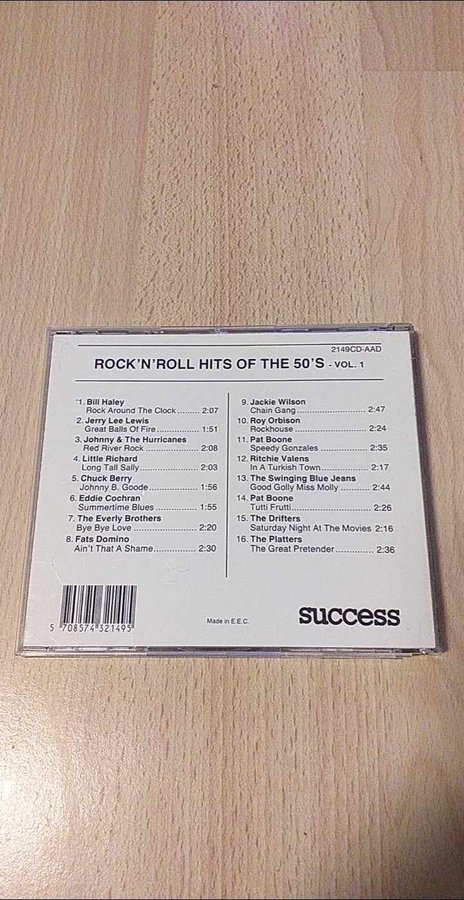 2149CD-AAD
ROCK'N'ROLL HITS OF THE 50'S - VOL. 1
1. Bill Haley
Rock Around The Clock.......... 2:07
2. Jerry Lee Lewis
Great Balls Of Fire............... 1:51
3. Johnny & The Hurricanes
Red River Rock .................. 2:08
4. Little Richard
Long Tall Sally .................... 2:03
5. Chuck Berry
Johnny B. Goode ................ 1:56
6. Eddie Cochran
Summertime Blues ............. 1:55
7. The Everly Brothers
Bye Bye Love .................... 2:20
8. Fats Domino
Ain't That A Shame............. 2:30
9. Jackie Wilson
Chain Gang ....................... 2:47
10. Roy Orbison
Rockhouse ........................ 2:24
11. Pat Boone
Speedy Gonzales ............... 2:35
12. Ritchie Valens
In A Turkish Town .............. 2:17
13. The Swinging Blue Jeans
Good Golly Miss Molly ........ 2:44
14. Pat Boone
Tutti Frutti......................... 2:26
15. The Drifters
Saturday Night At The Movies 2:16
16. The Platters
The Great Pretender ........... 2:36
5 708574 321495
Made in E.E.C.
success